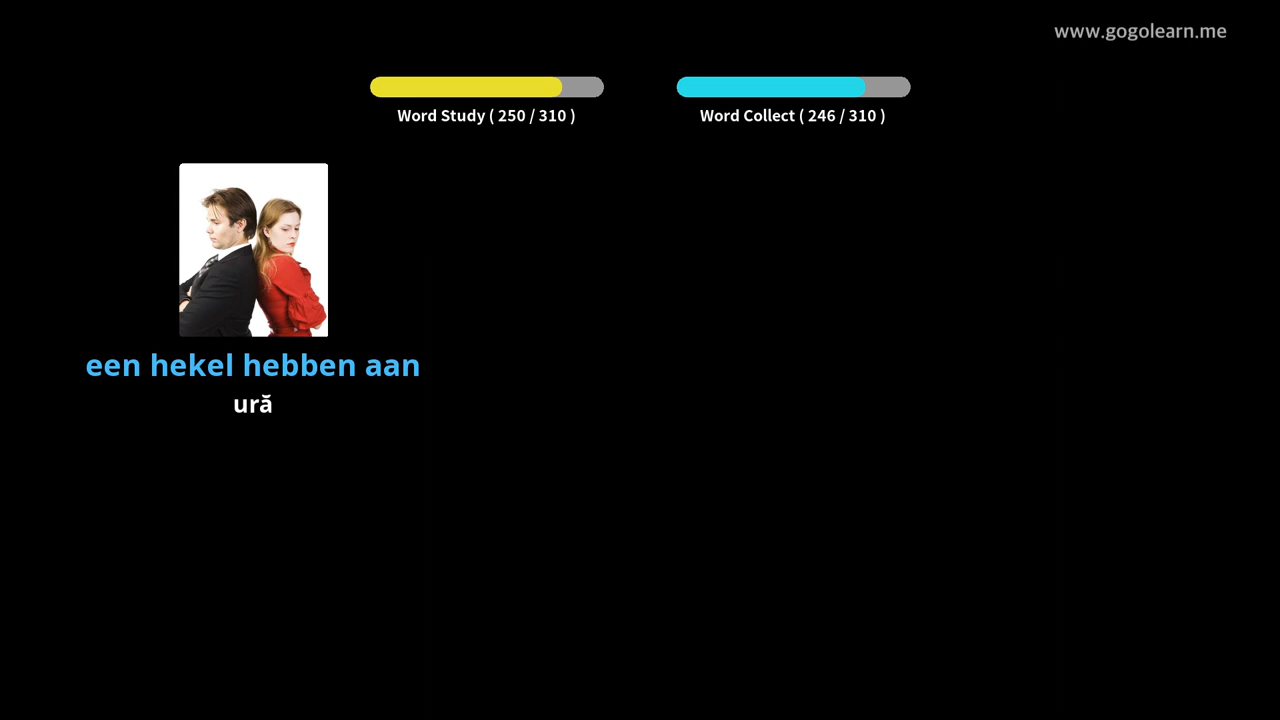 www.gogolearn.me
Word Study ( 250 / 310 )
Word Collect ( 246 / 310 )
een hekel hebben aan
ură